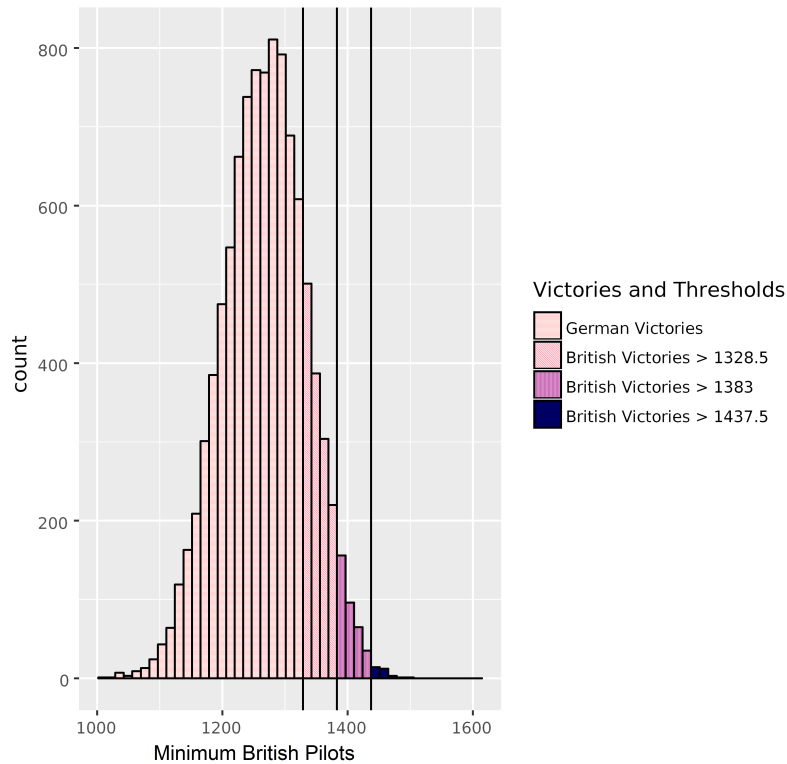 800
600
400
200
0
count
1000 1200 1400 1600
Minimum British Pilots
Victories and Thresholds
German Victories
British Victories > 1328.5
British Victories > 1383
British Victories > 1437.5